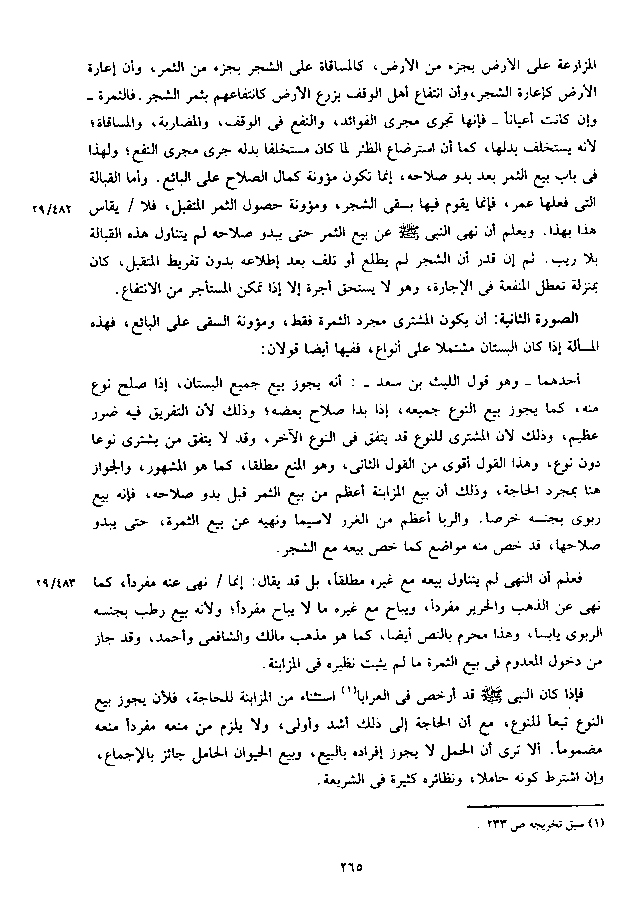 المزارعة على الأرض بجزء من الأرض، كالمساقاة على الشجر بجزء من الثمر، وأن إعارة
الأرض كإعارة الشجر، وأن انتفاع أهل الوقف بزرع الأرض كانتفاعهم بثمر الشجر. فالثمرة ـ
وإن كانت أعياناً ـ فإنها تجرى مجرى الفوائد، والنفع فى الوقف، والمضاربة، والمساقاة؛
لأنه يستخلف بدلها، كما أن استرضاع الظئر لما كان مستخلفا بدله جرى مجرى النفع؛ ولهذا
فى باب بيع الثمر بعد بدو صلاحه، إنما تكون مؤونة كمال الصلاح على البائع. وأما القبالة
التى فعلها عمر، فإنما يقوم فيها بسقى الشجر، ومؤونة حصول الثمر المتقبل، فلا / يقاس ٢٩/٤٨٢
هذا بهذا. ويعلم أن نهى النبى ﷺ عن بيع الثمر حتى يبدو صلاحه لم يتناول هذه القبالة
بلا ريب. ثم إن قدر أن الشجر لم يطلع أو تلف بعد إطلاعه بدون تفريط المتقبل، كان
بمنزلة تعطل المنفعة فى الإجارة، وهو لا يستحق أجرة إلا إذا تمكن المستأجر من الانتفاع.
الصورة الثانية: أن يكون المشترى مجرد الثمرة فقط، ومؤونة السقى على البائع، فهذه
المسألة إذا كان البستان مشتملا على أنواع، ففيها أيضا قولان:
أحدهما ـ وهو قول الليث بن سعد ـ : أنه يجوز بيع جميع البستان، إذا صلح نوع
منه، كما يجوز بيع النوع جميعه، إذا بدا صلاح بعضه؛ وذلك لأن التفريق فيه ضرر
عظيم، وذلك لأن المشترى للنوع قد يتفق فى النوع الآخر، وقد لا يتفق من يشترى نوعا
دون نوع، وهذا القول أقوى من القول الثانى، وهو المنع مطلقا، كما هو المشهور، والجواز
هنا بمجرد الحاجة، وذلك أن بيع المزابنة أعظم من بيع الثمر قبل بدو صلاحه، فإنه بيع
ربوى بجنسه خرصا. والربا أعظم من الغرر لاسيما ونهيه عن بيع الثمرة، حتى يبدو
صلاحها، قد خص منه مواضع كما خص بيعه مع الشجر.
فعلم أن النهى لم يتناول بيعه مع غيره مطلقاً، بل قد يقال: إنما / نهى عنه مفرداً، كما ٢٩/٤٨٣
نهى عن الذهب والحرير مفرداً، ويباح مع غيره ما لا يباح مفرداً؛ ولأنه بيع رطب بجنسه
الربوى يابسا، وهذا محرم بالنص أيضا، كما هو مذهب مالك والشافعى وأحمد، وقد جاز
من دخول المعدوم فى بيع الثمرة ما لم يثبت نظيره فى المزابنة.
فإذا كان النبى ﷺ قد أرخص فى العرايا(١) استثناء من المزابنة للحاجة، فلأن يجوز بيع
النوع تبعاً للنوع، مع أن الحاجة إلى ذلك أشد وأولى، ولا يلزم من منعه مفرداً منعه
مضموماً. ألا ترى أن الحمل لا يجوز إفراده بالبيع، وبيع الحيوان الحامل جائز بالإجماع،
وإن اشترط كونه حاملا، ونظائره كثيرة فى الشريعة.
(١) سبق تخريجه ص ٢٣٣ .
٢٦٥